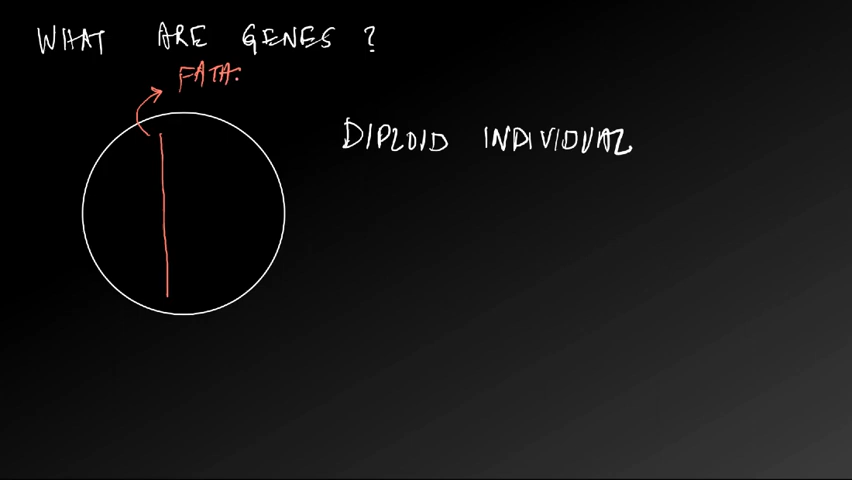 WHAT ARE GENES ?
FATH
DIPLOID INDIVIDUAL